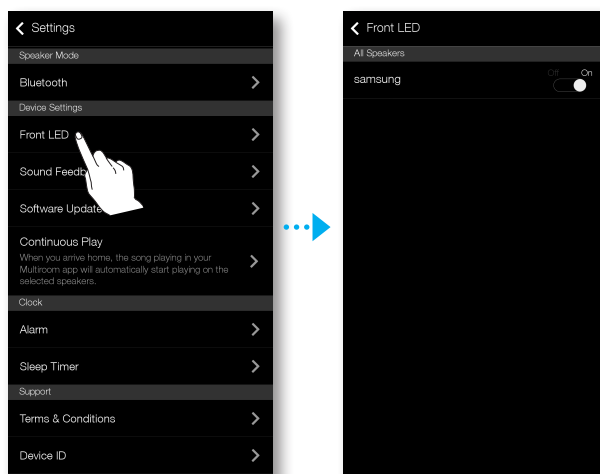 Settings
Speaker Mode
Bluetooth
Device Settings
Front LED
Sound Feedb
Software Update
Continuous Play
When you arrive home, the song playing in your
Multiroom app will automatically start playing on the
selected speakers.
Clock
Alarm
Sleep Timer
Support
Terms & Conditions
Device ID
Front LED
All Speakers
samsung
Off On